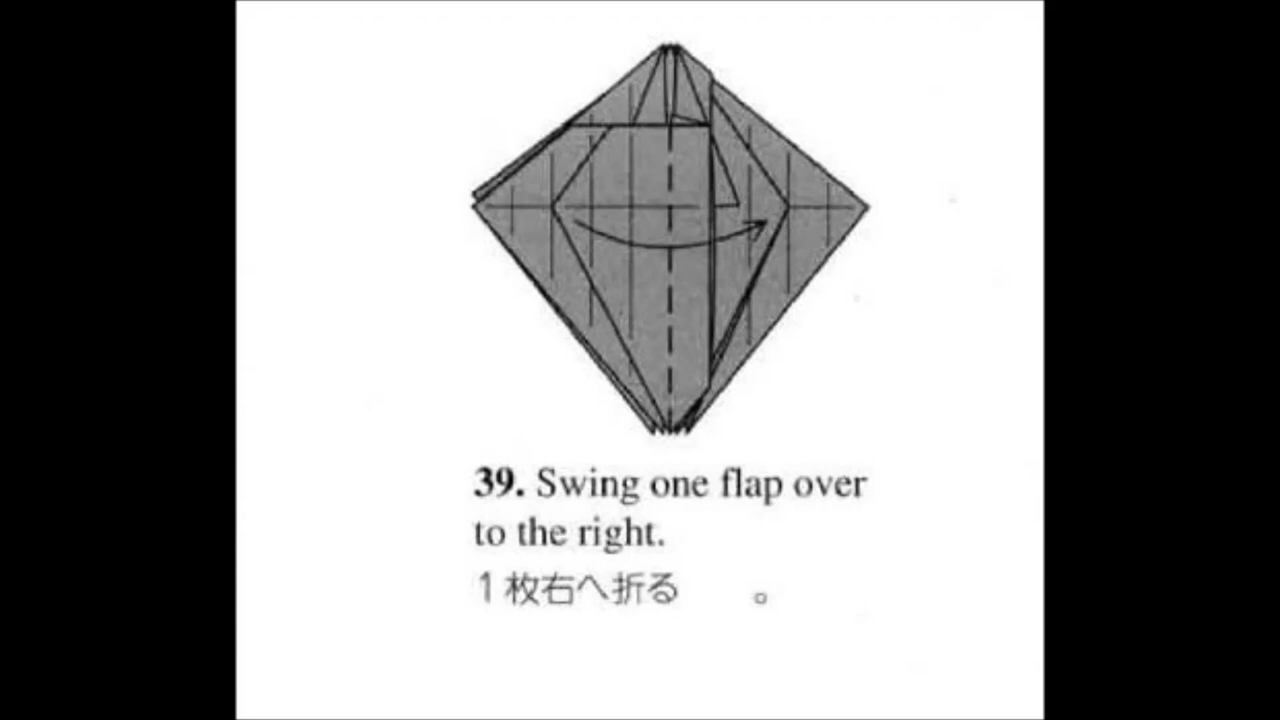 39. Swing one flap over
to the right.
1枚右へ折る 。